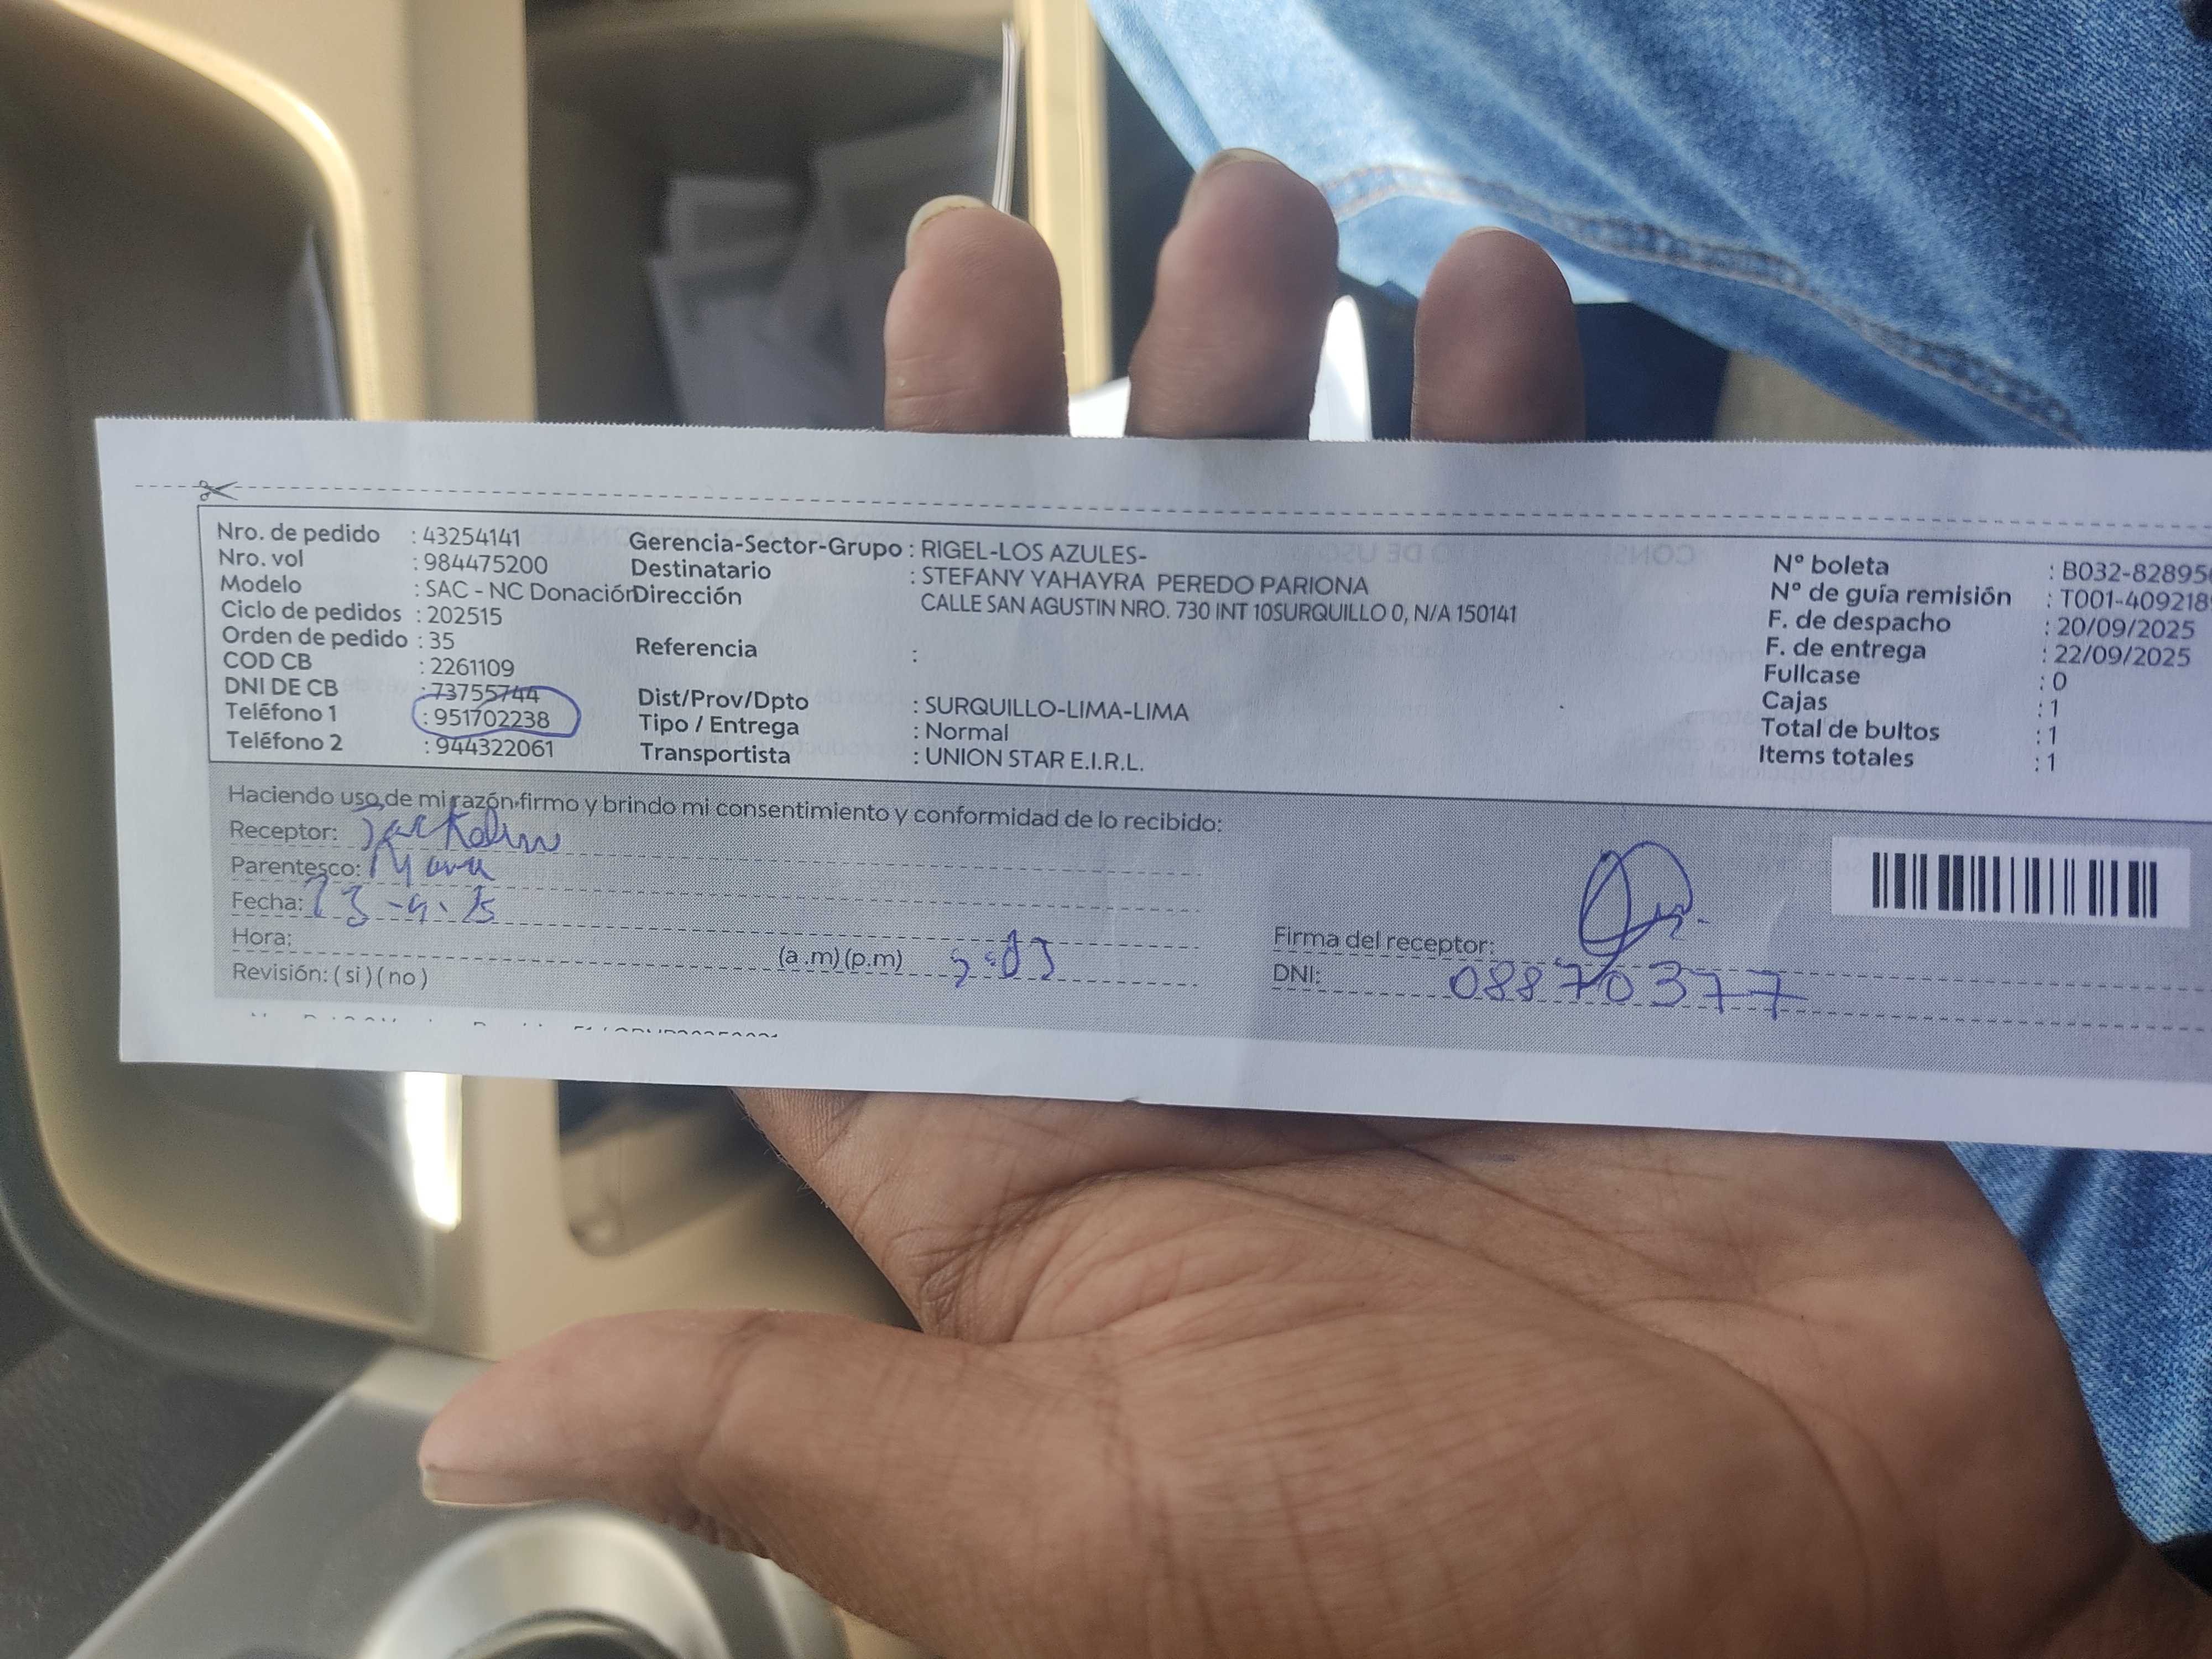 Nro. de pedido : 43254141
Nro. vol : 984475200
Modelo : SAC - NC Donación
Ciclo de pedidos : 202515
Orden de pedido : 35
COD CB : 2261109
DNI DE CB : 73755744
Teléfono 1 : 951702238
Teléfono 2 : 944322061
Gerencia-Sector-Grupo : RIGEL-LOS AZULES-
Destinatario : STEFANY YAHAYRA PEREDO PARIONA
Dirección CALLE SAN AGUSTIN NRO. 730 INT 10SURQUILLO 0, N/A 150141
Referencia :
Dist/Prov/Dpto : SURQUILLO-LIMA-LIMA
Tipo / Entrega : Normal
Transportista : UNION STAR E.I.R.L.
N° boleta : B032-82895
N° de guía remisión : T001-409218
F. de despacho : 20/09/2025
F. de entrega : 22/09/2025
Fullcase : 0
Cajas : 1
Total de bultos : 1
Items totales : 1
Haciendo uso de mi razón firmo y brindo mi consentimiento y conformidad de lo recibido:
Receptor:
Parentesco:
Fecha:
Hora: (a.m)(p.m)
Revisión: ( si ) ( no )
Firma del receptor:
DNI: 08870377